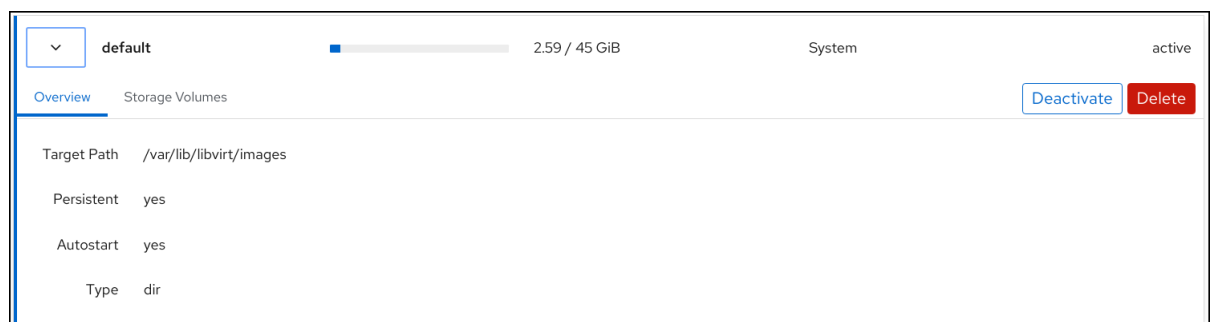 default 2.59 / 45 GiB System active
Overview Storage Volumes Deactivate Delete
Target Path /var/lib/libvirt/images
Persistent yes
Autostart yes
Type dir